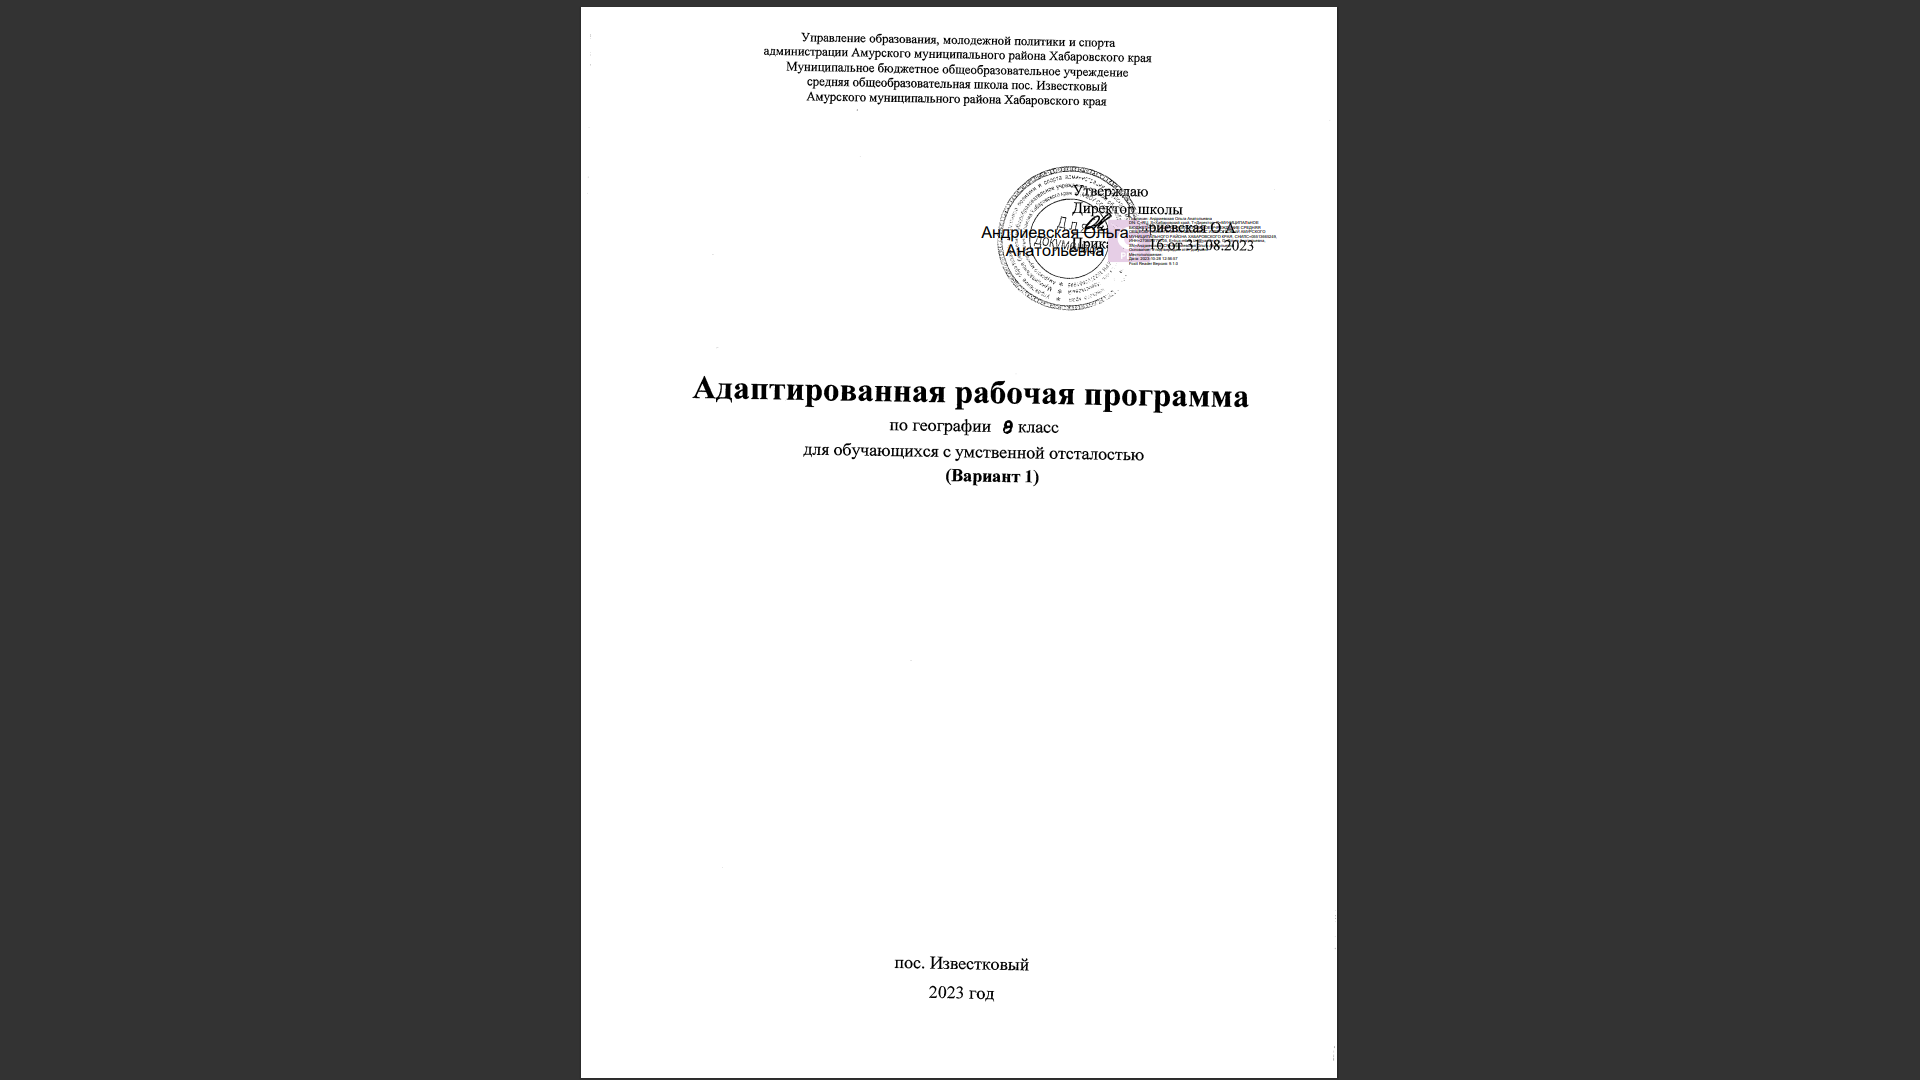 Управление образования, молодежной политики и спорта
администрации Амурского муниципального района Хабаровского края
Муниципальное бюджетное общеобразовательное учреждение
средняя общеобразовательная школа пос. Известковый
Амурского муниципального района Хабаровского края
Утверждаю
Директор школы
Андриевская Ольга
Анатольевна
риевская О.А.
Прика
16 от 31.08.2023
Адаптированная рабочая программа
по географии класс
для обучающихся с умственной отсталостью
(Вариант 1)
пос. Известковый
2023 год